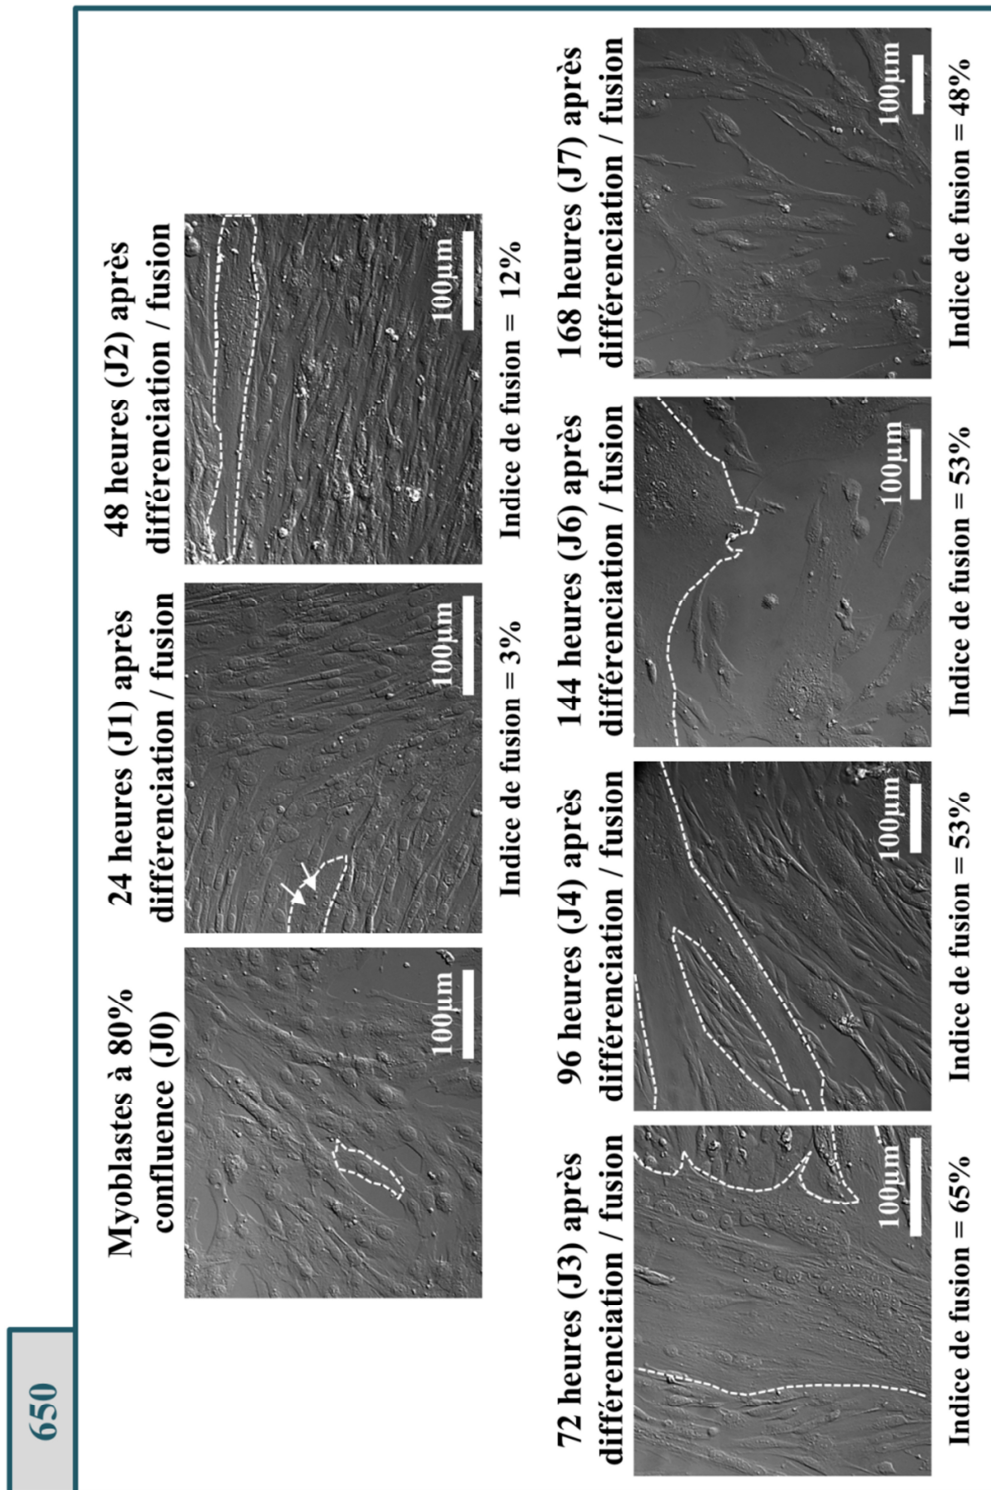 650
Myoblastes à 80%
confluence (J0)
100µm
24 heures (J1) après
différenciation / fusion
100µm
Indice de fusion = 3%
48 heures (J2) après
différenciation / fusion
100µm
Indice de fusion = 12%
72 heures (J3) après
différenciation / fusion
100µm
Indice de fusion = 65%
96 heures (J4) après
différenciation / fusion
100µm
Indice de fusion = 53%
144 heures (J6) après
différenciation / fusion
100µm
Indice de fusion = 53%
168 heures (J7) après
différenciation / fusion
100µm
Indice de fusion = 48%